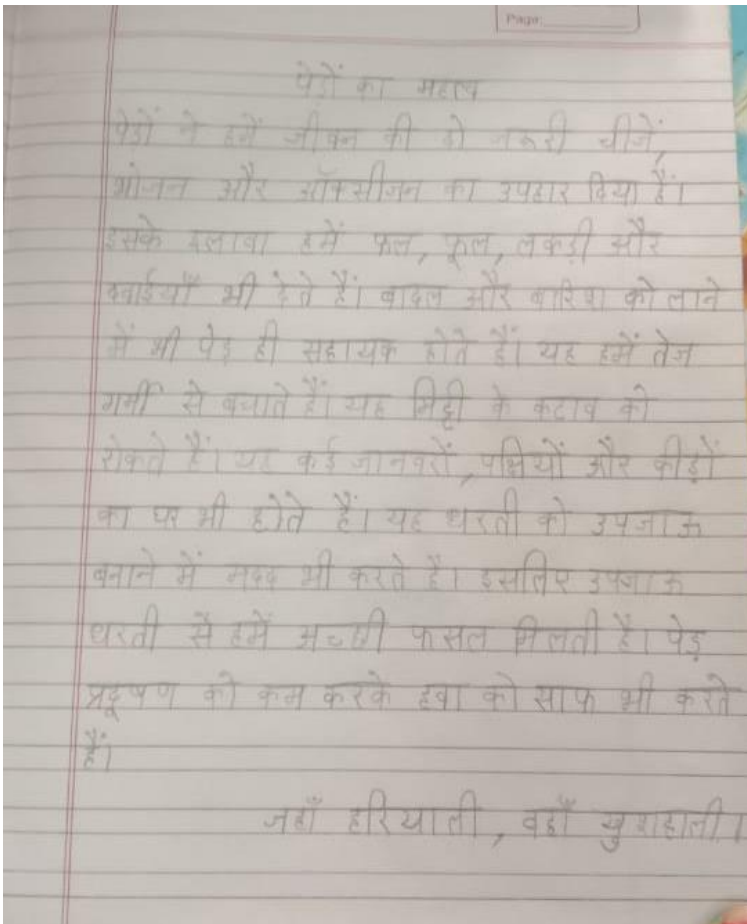 Page:
पेड़ों का महत्व
पेड़ों ने हमें जीवन की दो जरूरी चीजें,
भोजन और ऑक्सीजन का उपहार दिया हैं।
इसके इलावा हमें फल, फूल, लकड़ी और
दवाईयाँ भी देते हैं। बादल और बारिश को लाने
में भी पेड़ ही सहायक होते हैं। यह हमें तेज
गर्मी से बचाते हैं। यह मिट्टी के कटाव को
रोकते हैं। यह कई जानवरों, पक्षियों और कीड़ों
का घर भी होते हैं। यह धरती को उपजाऊ
बनाने में मदद भी करते है। इसलिए उपजाऊ
धरती से हमें अच्छी फसल मिलती है। पेड़
प्रदूषण को कम करके हवा को साफ भी करते
हैं।
जहाँ हरियाली, वहाँ खुशहाली।